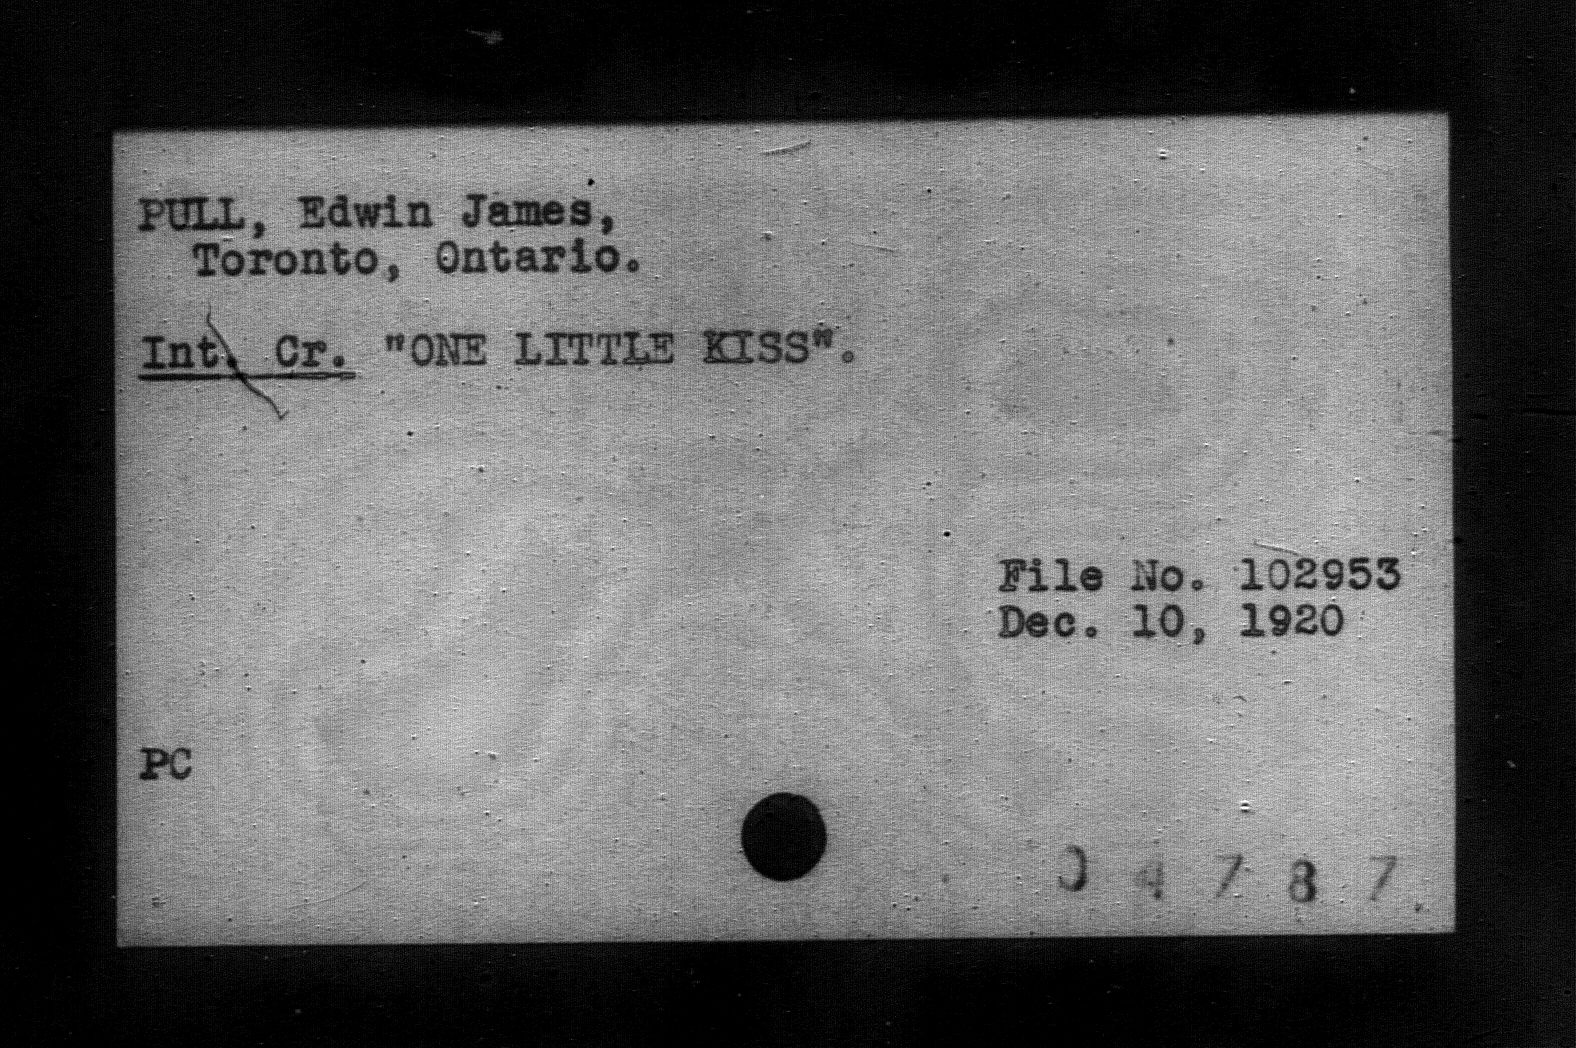 PULL, Edwin James,
Toronto, Ontario.
Int. Cr. "ONE LITTLE KISS".
File No. 102953
Dec. 10, 1920
PC
04787